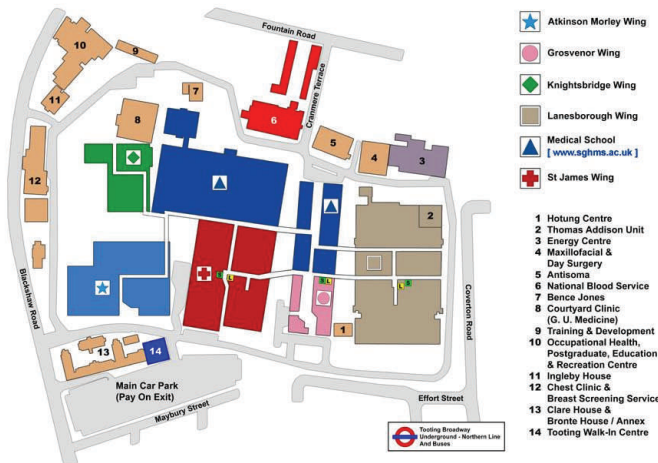 Fountain Road
Cranmere Terrace
Blackshaw Road
Coverton Road
Effort Street
Maybury Street
Main Car Park
(Pay On Exit)
10
9
11
7
8
6
5
4
3
12
2
1
13
14
S
L
S
L
S
L
Tooting Broadway
Underground - Northern Line
And Buses
Atkinson Morley Wing
Grosvenor Wing
Knightsbridge Wing
Lanesborough Wing
Medical School
[ www.sghms.ac.uk ]
St James Wing
1 Hotung Centre
2 Thomas Addison Unit
3 Energy Centre
4 Maxillofacial &
Day Surgery
5 Antisoma
6 National Blood Service
7 Bence Jones
8 Courtyard Clinic
(G. U. Medicine)
9 Training & Development
10 Occupational Health,
Postgraduate, Education
& Recreation Centre
11 Ingleby House
12 Chest Clinic &
Breast Screening Service
13 Clare House &
Bronte House / Annex
14 Tooting Walk-In Centre